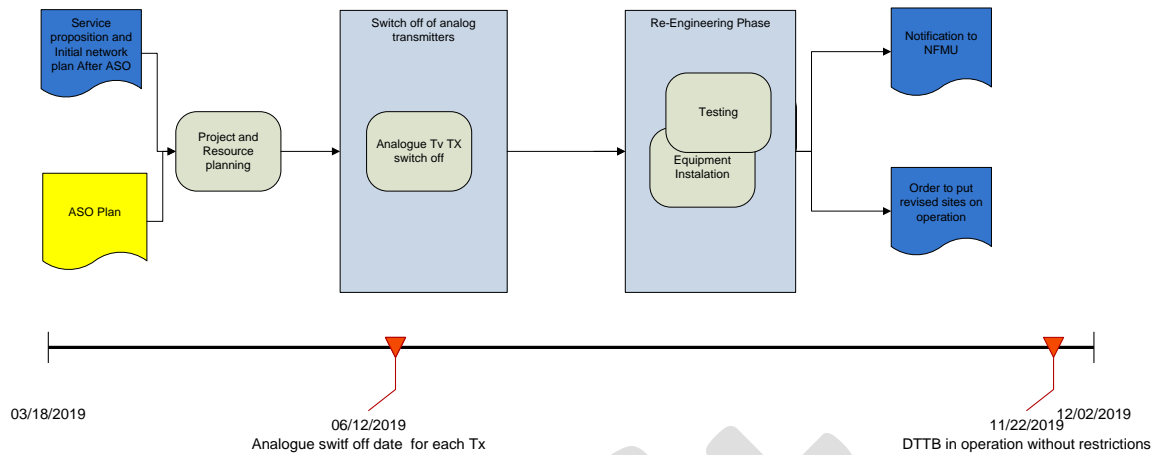 Service
proposition and
Initial network
plan After ASO
ASO Plan
Project and
Resource
planning
Switch off of analog
transmitters
Analogue Tv TX
switch off
Re-Engineering Phase
Testing
Equipment
Instalation
Notification to
NFMU
Order to put
revised sites on
operation
03/18/2019
06/12/2019
Analogue switf off date for each Tx
11/22/2019
DTTB in operation without restrictions
12/02/2019